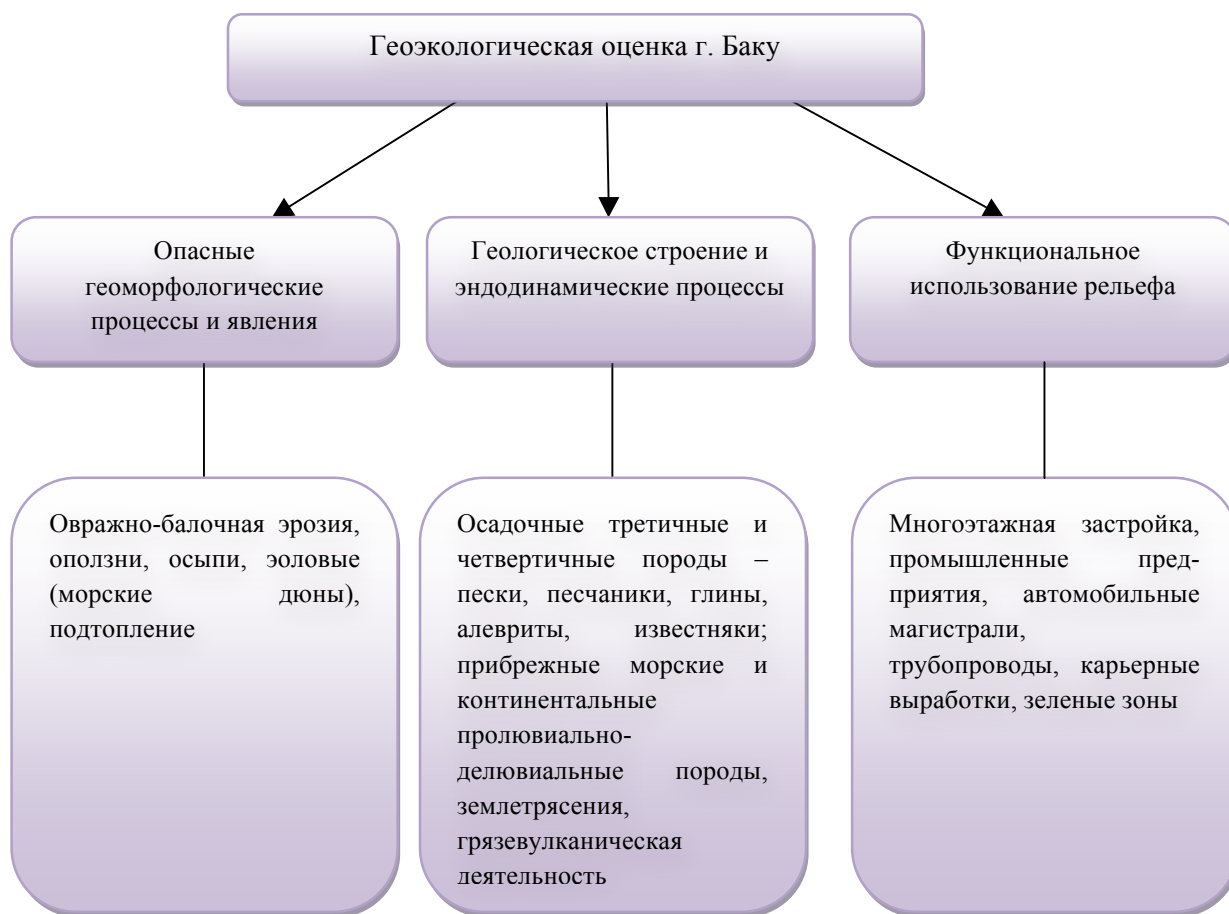 Геоэкологическая оценка г. Баку
Опасные
геоморфологические
процессы и явления
Геологическое строение и
эндодинамические процессы
Функциональное
использование рельефа
Овражно-балочная эрозия,
оползни, осыпи, эоловые
(морские дюны),
подтопление
Осадочные третичные и
четвертичные породы –
пески, песчаники, глины,
алевриты, известняки;
прибрежные морские и
континентальные
пролювиально-
делювиальные породы,
землетрясения,
грязевулканическая
деятельность
Многоэтажная застройка,
промышленные пред-
приятия, автомобильные
магистрали,
трубопроводы, карьерные
выработки, зеленые зоны